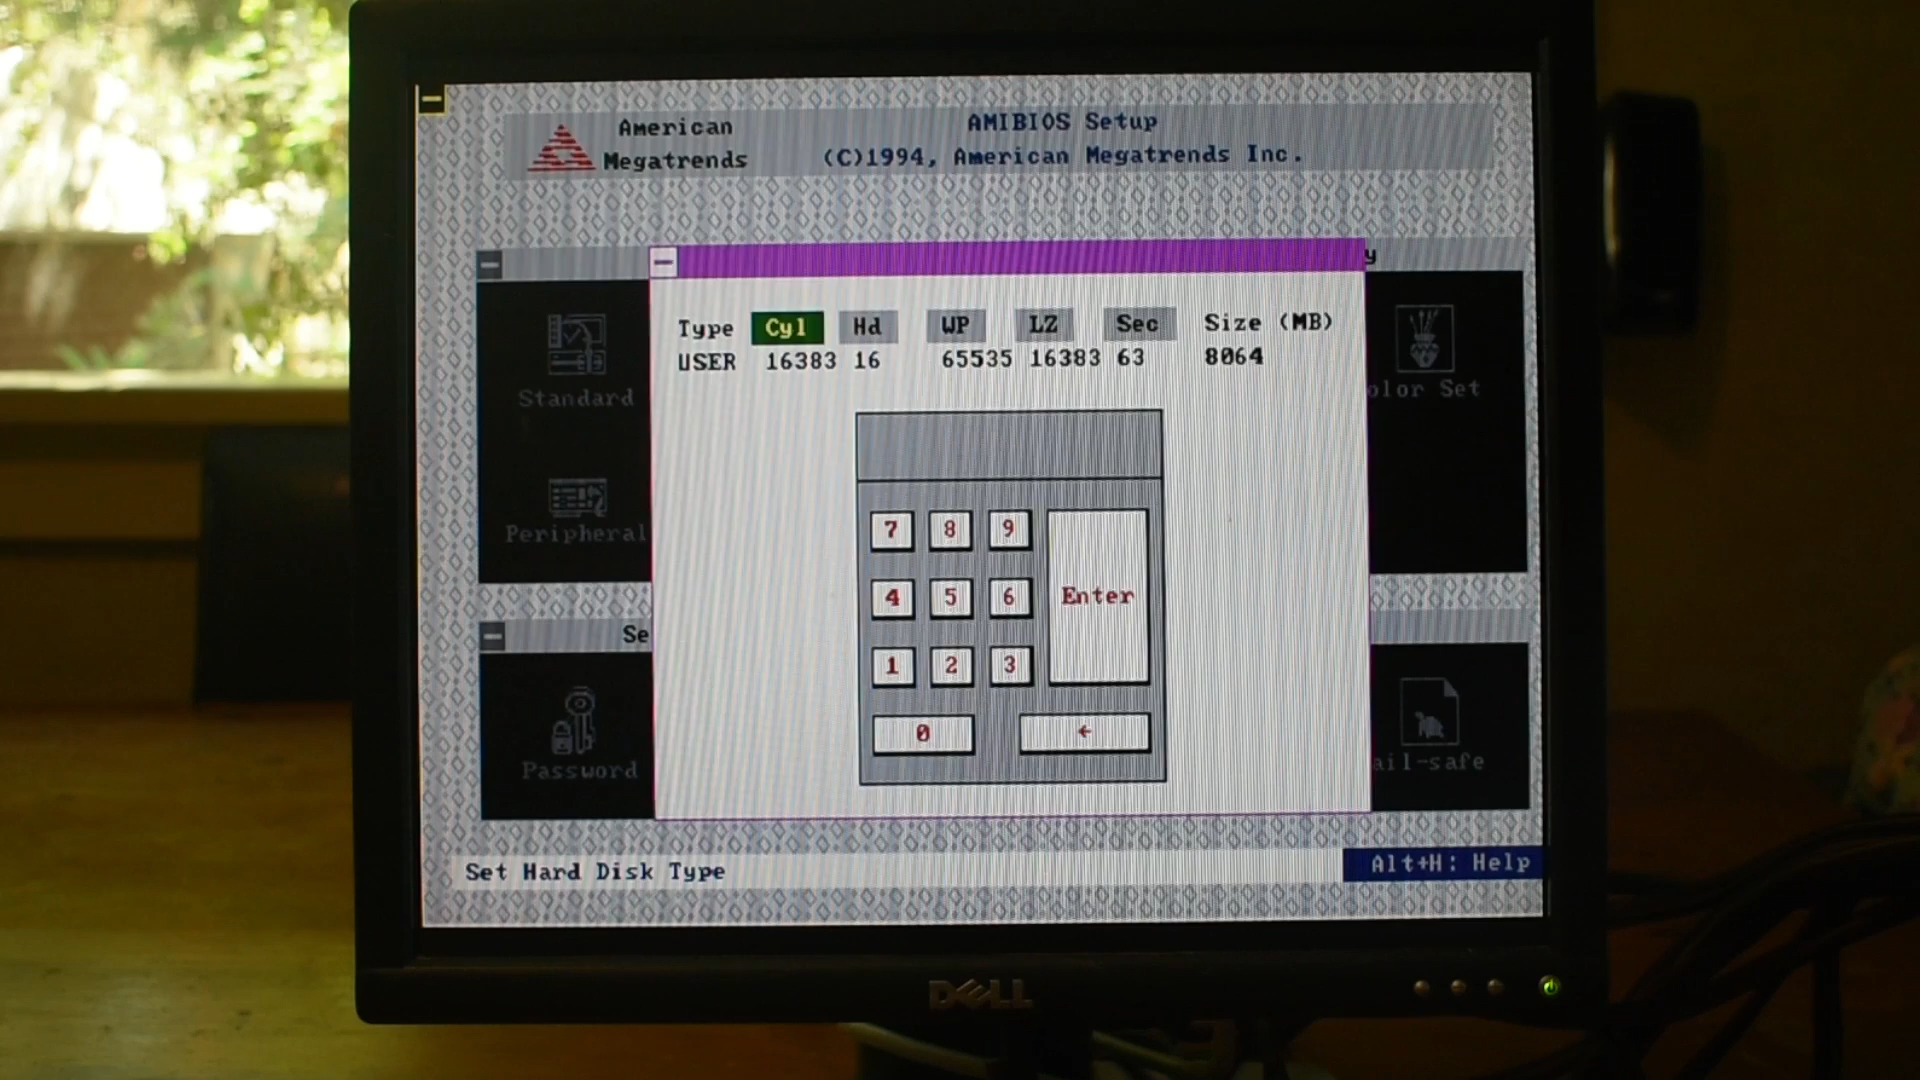 American
Megatrends
AMIBIOS Setup
(C)1994, American Megatrends Inc.
y
Type Cyl Hd WP LZ Sec Size (MB)
USER 16383 16 65535 16383 63 8064
Standard
olor Set
Peripheral
7 8 9
4 5 6 Enter
1 2 3
0 ←
Se
Password
ail-safe
Set Hard Disk Type
Alt+H: Help
DELL